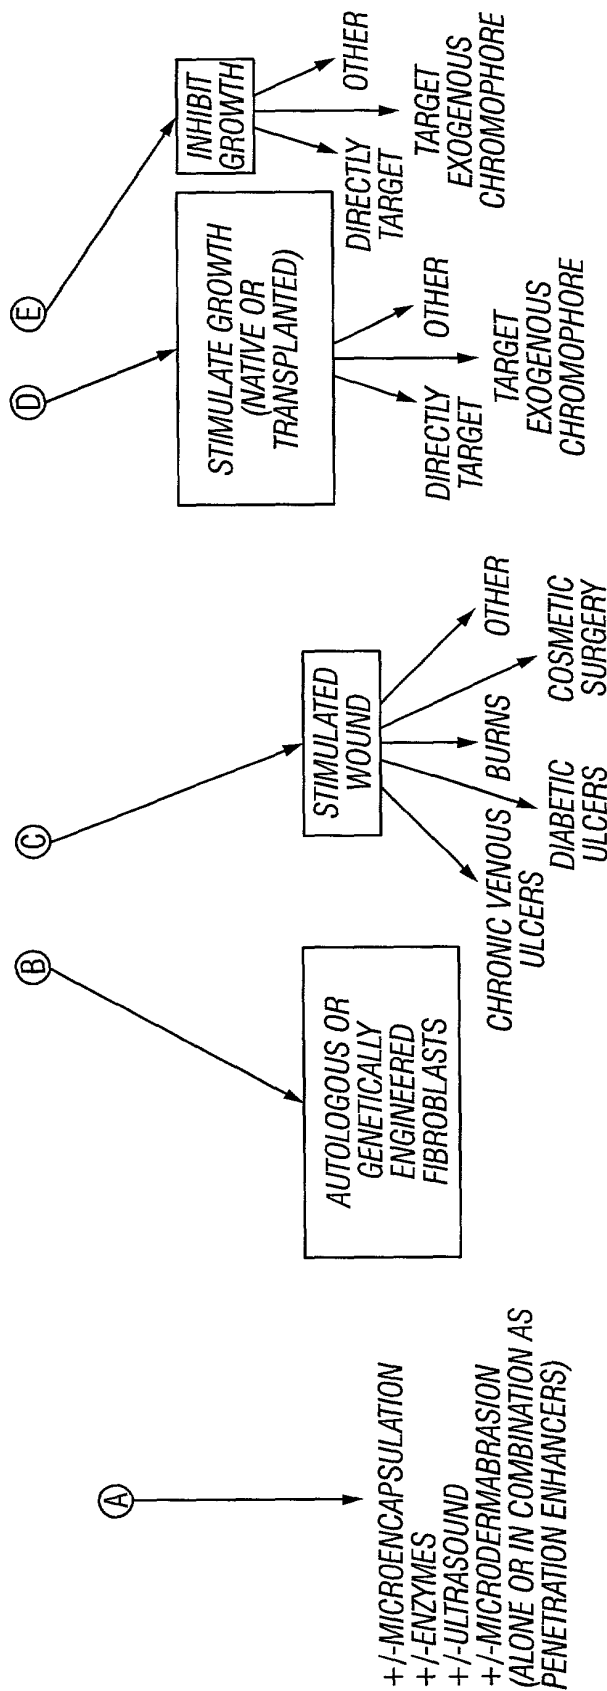 A
+/-MICROENCAPSULATION
+/-ENZYMES
+/-ULTRASOUND
+/-MICRODERMABRASION
(ALONE OR IN COMBINATION AS
PENETRATION ENHANCERS)
B
AUTOLOGOUS OR
GENETICALLY
ENGINEERED
FIBROBLASTS
C
STIMULATED
WOUND
CHRONIC VENOUS
ULCERS
DIABETIC
ULCERS
BURNS
COSMETIC
SURGERY
OTHER
D
STIMULATE GROWTH
(NATIVE OR
TRANSPLANTED)
DIRECTLY
TARGET
TARGET
EXOGENOUS
CHROMOPHORE
OTHER
E
INHIBIT
GROWTH
DIRECTLY
TARGET
TARGET
EXOGENOUS
CHROMOPHORE
OTHER